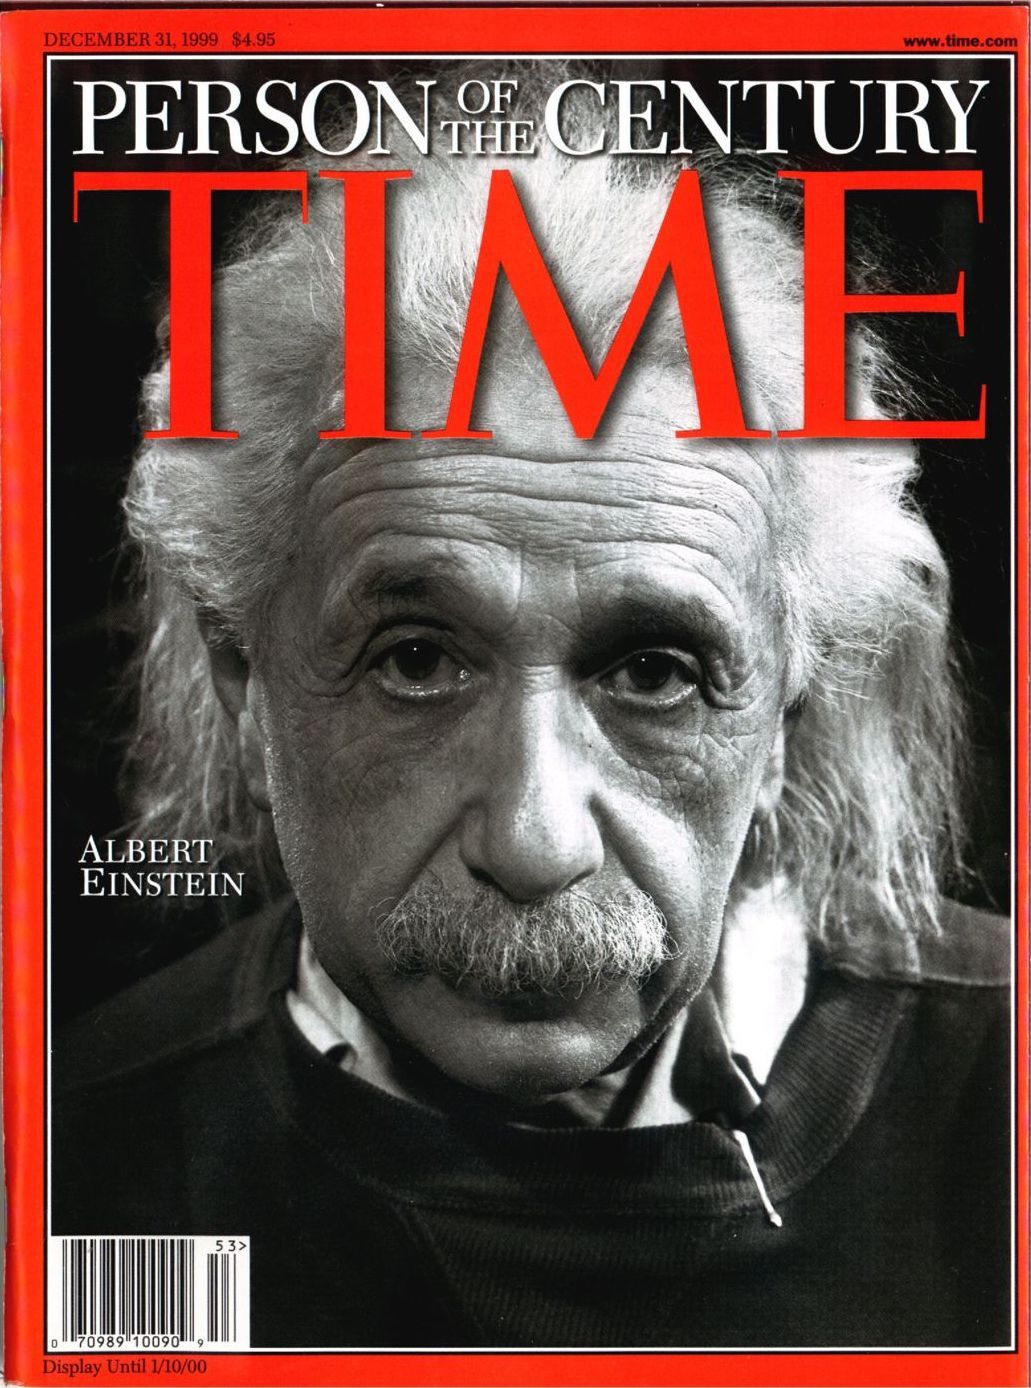 DECEMBER 31, 1999 $4.95
www.time.com
PERSON OF THE CENTURY
TIME
ALBERT
EINSTEIN
53>
0 70989 10090 9
Display Until 1/10/00